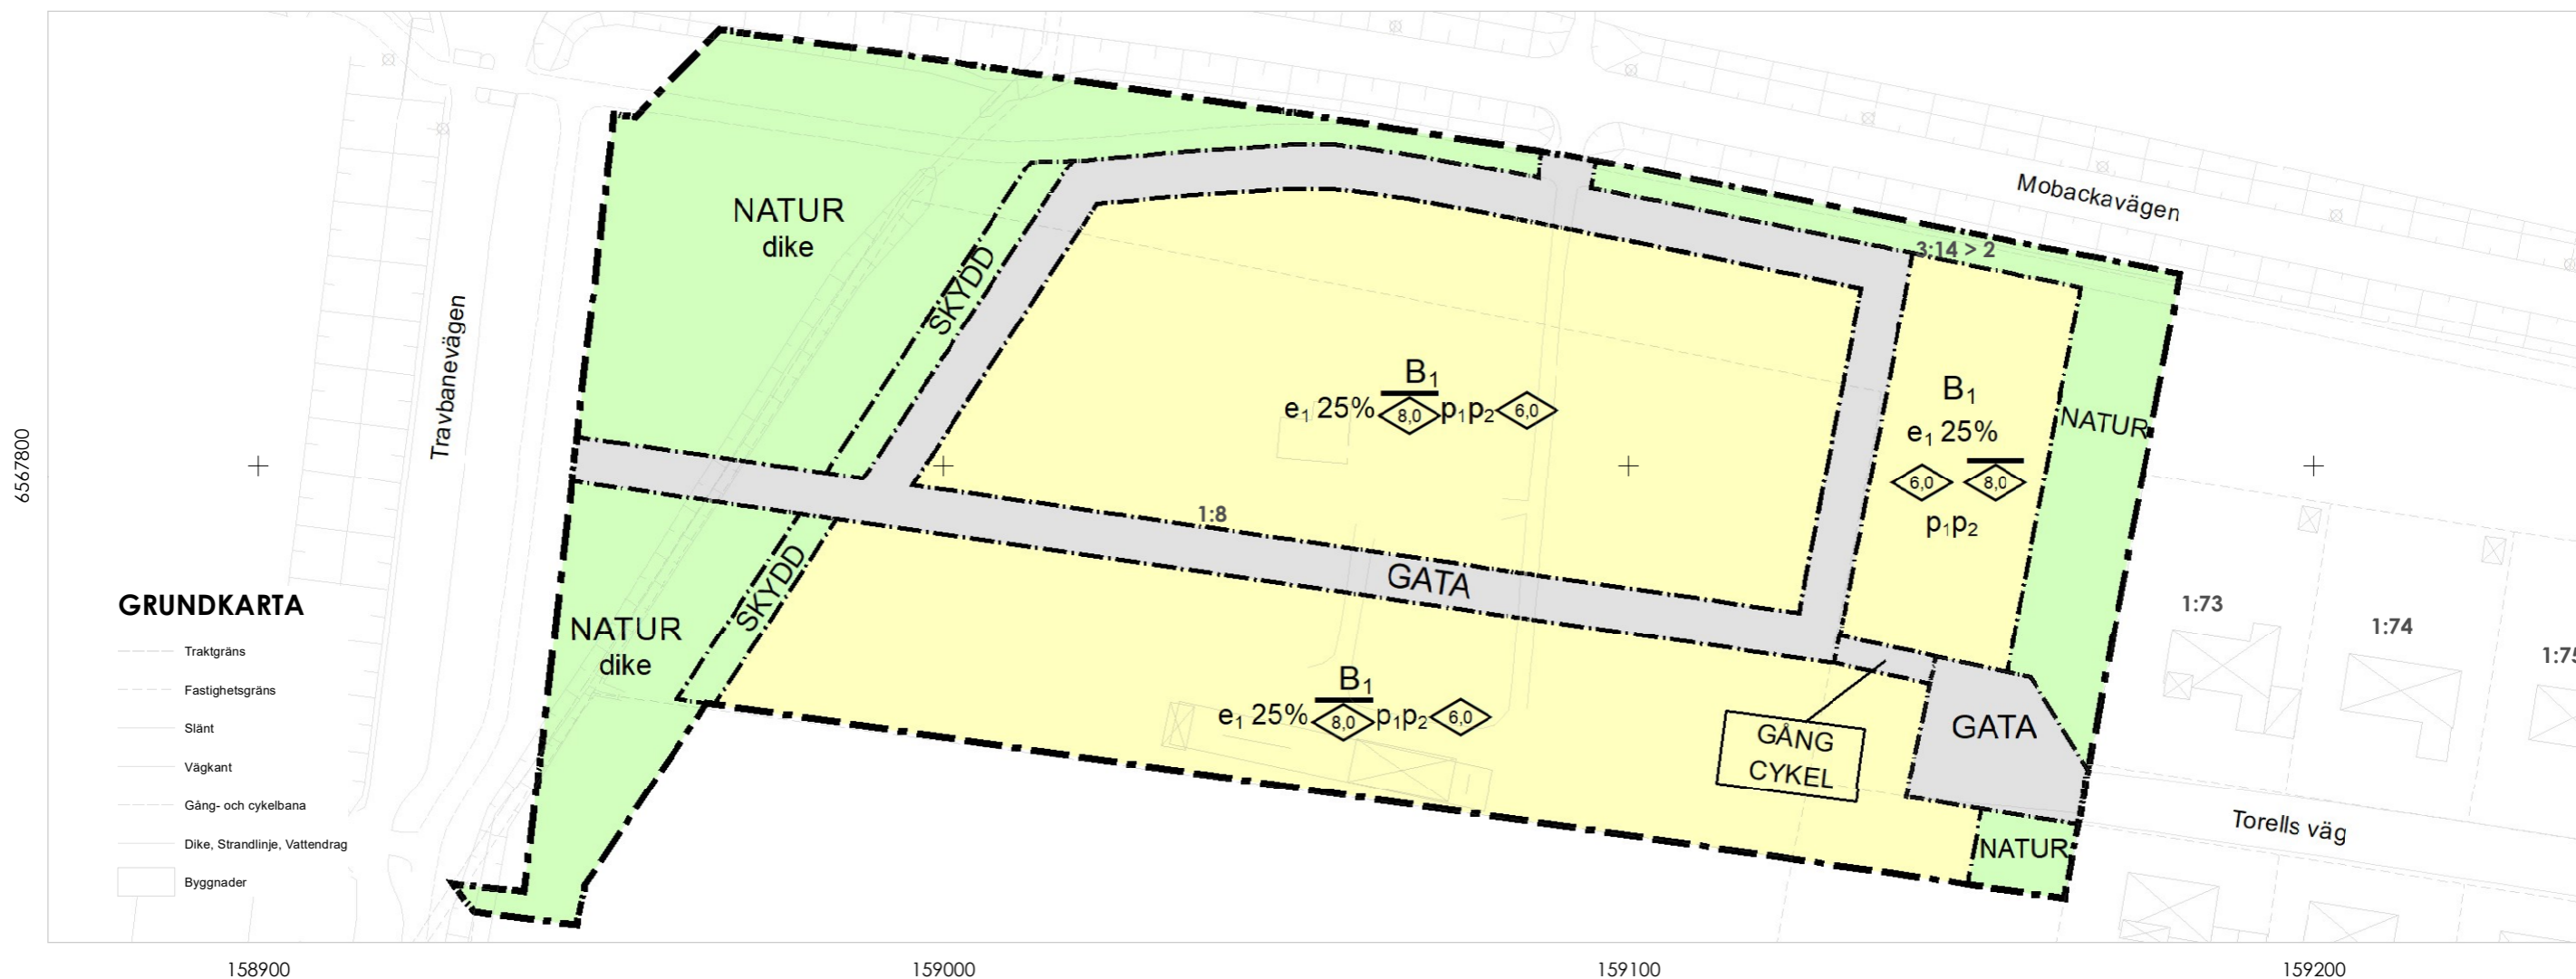 Mobackavägen
NATUR
dike
3:14 > 2
SKYDD
Travbanevägen
B₁
e₁ 25% 8,0 p₁p₂ 6,0
B₁
e₁ 25%
6,0 8,0
p₁p₂
NATUR
6567800
1:8
GATA
SKYDD
NATUR
dike
GRUNDKARTA
Traktgräns
Fastighetsgräns
Slänt
Vägkant
Gång- och cykelbana
Dike, Strandlinje, Vattendrag
Byggnader
B₁
e₁ 25% 8,0 p₁p₂ 6,0
GÅNG
CYKEL
GATA
NATUR
1:73
1:74
1:75
Torells väg
158900
159000
159100
159200